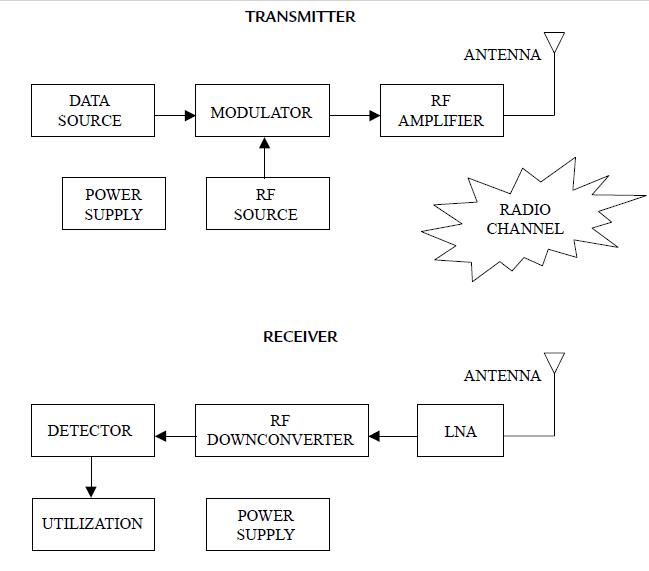 TRANSMITTER
ANTENNA
DATA
SOURCE
MODULATOR
RF
AMPLIFIER
POWER
SUPPLY
RF
SOURCE
RADIO
CHANNEL
RECEIVER
ANTENNA
DETECTOR
RF
DOWNCONVERTER
LNA
UTILIZATION
POWER
SUPPLY